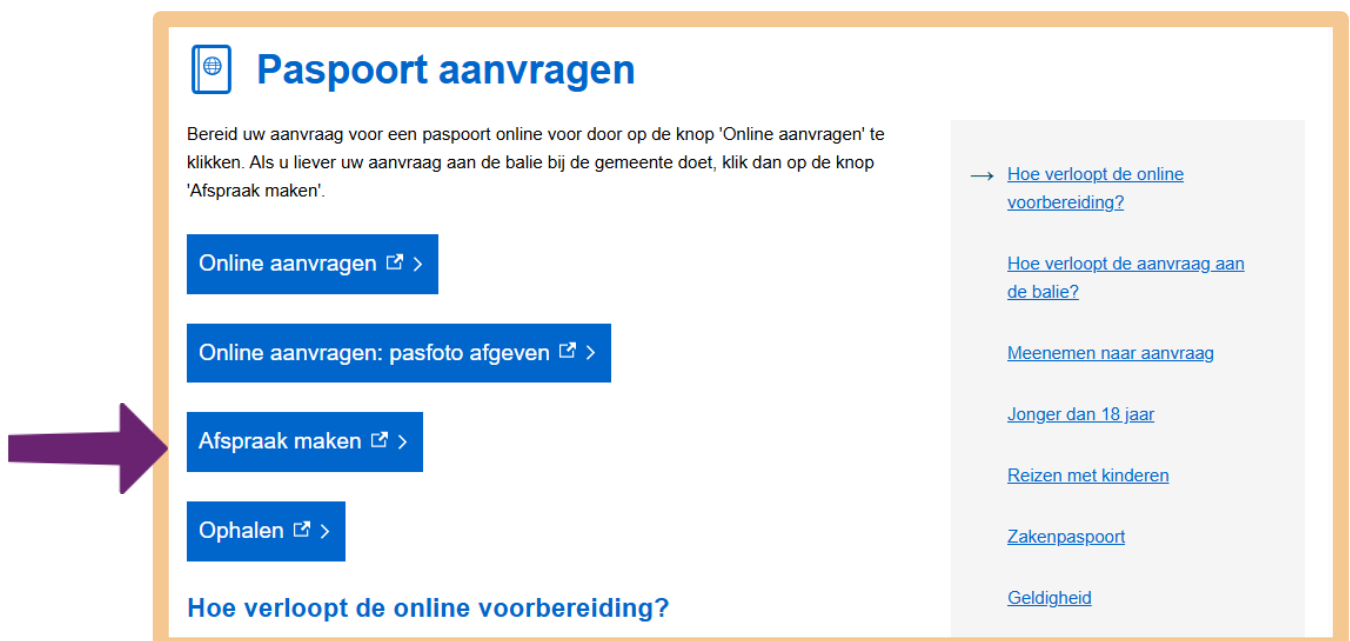 Paspoort aanvragen
Bereid uw aanvraag voor een paspoort online voor door op de knop 'Online aanvragen' te
klikken. Als u liever uw aanvraag aan de balie bij de gemeente doet, klik dan op de knop
'Afspraak maken'.
Online aanvragen
Online aanvragen: pasfoto afgeven
Afspraak maken
Ophalen
Hoe verloopt de online voorbereiding?
→ Hoe verloopt de online
voorbereiding?
Hoe verloopt de aanvraag aan
de balie?
Meenemen naar aanvraag
Jonger dan 18 jaar
Reizen met kinderen
Zakenpaspoort
Geldigheid